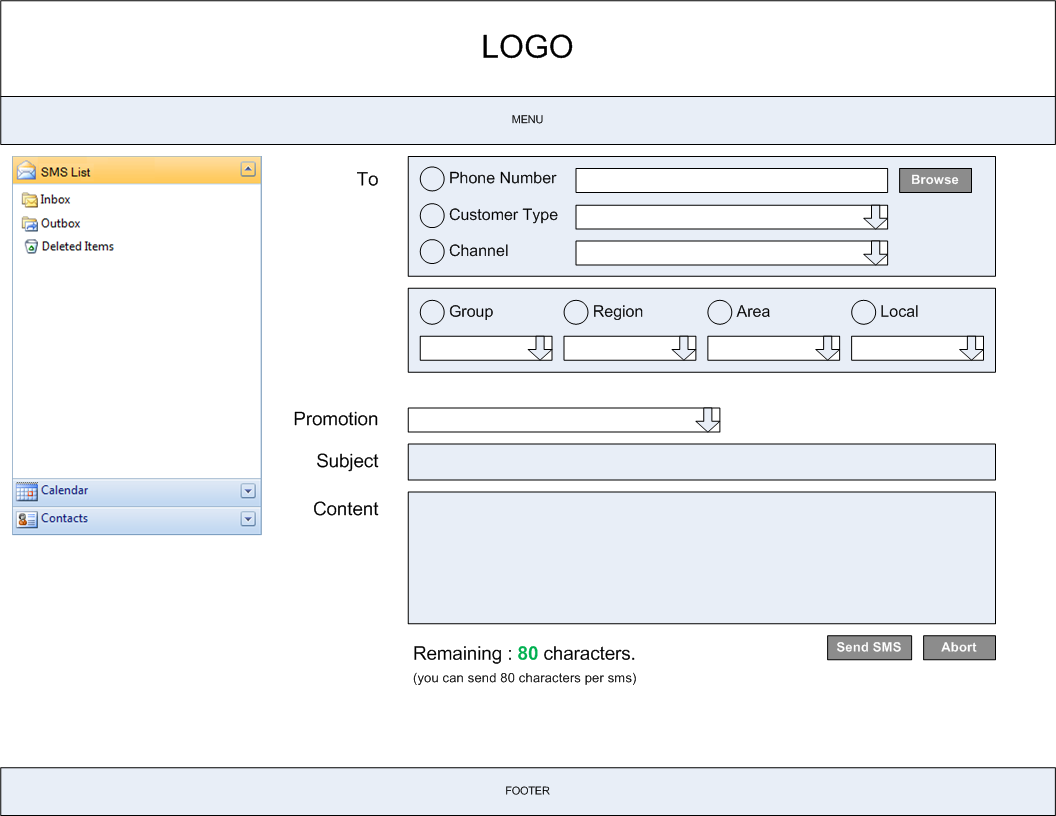 LOGO
MENU
SMS List
Inbox
Outbox
Deleted Items
Calendar
Contacts
To
Phone Number
Browse
Customer Type
Channel
Group Region Area Local
Promotion
Subject
Content
Remaining : 80 characters.
(you can send 80 characters per sms)
Send SMS Abort
FOOTER